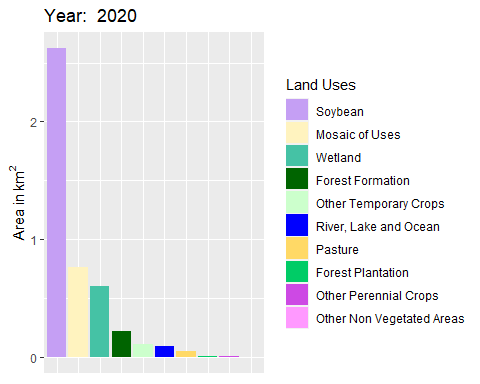 Year:  2020
Area in km²
2
1
0
Land Uses
Soybean
Mosaic of Uses
Wetland
Forest Formation
Other Temporary Crops
River, Lake and Ocean
Pasture
Forest Plantation
Other Perennial Crops
Other Non Vegetated Areas